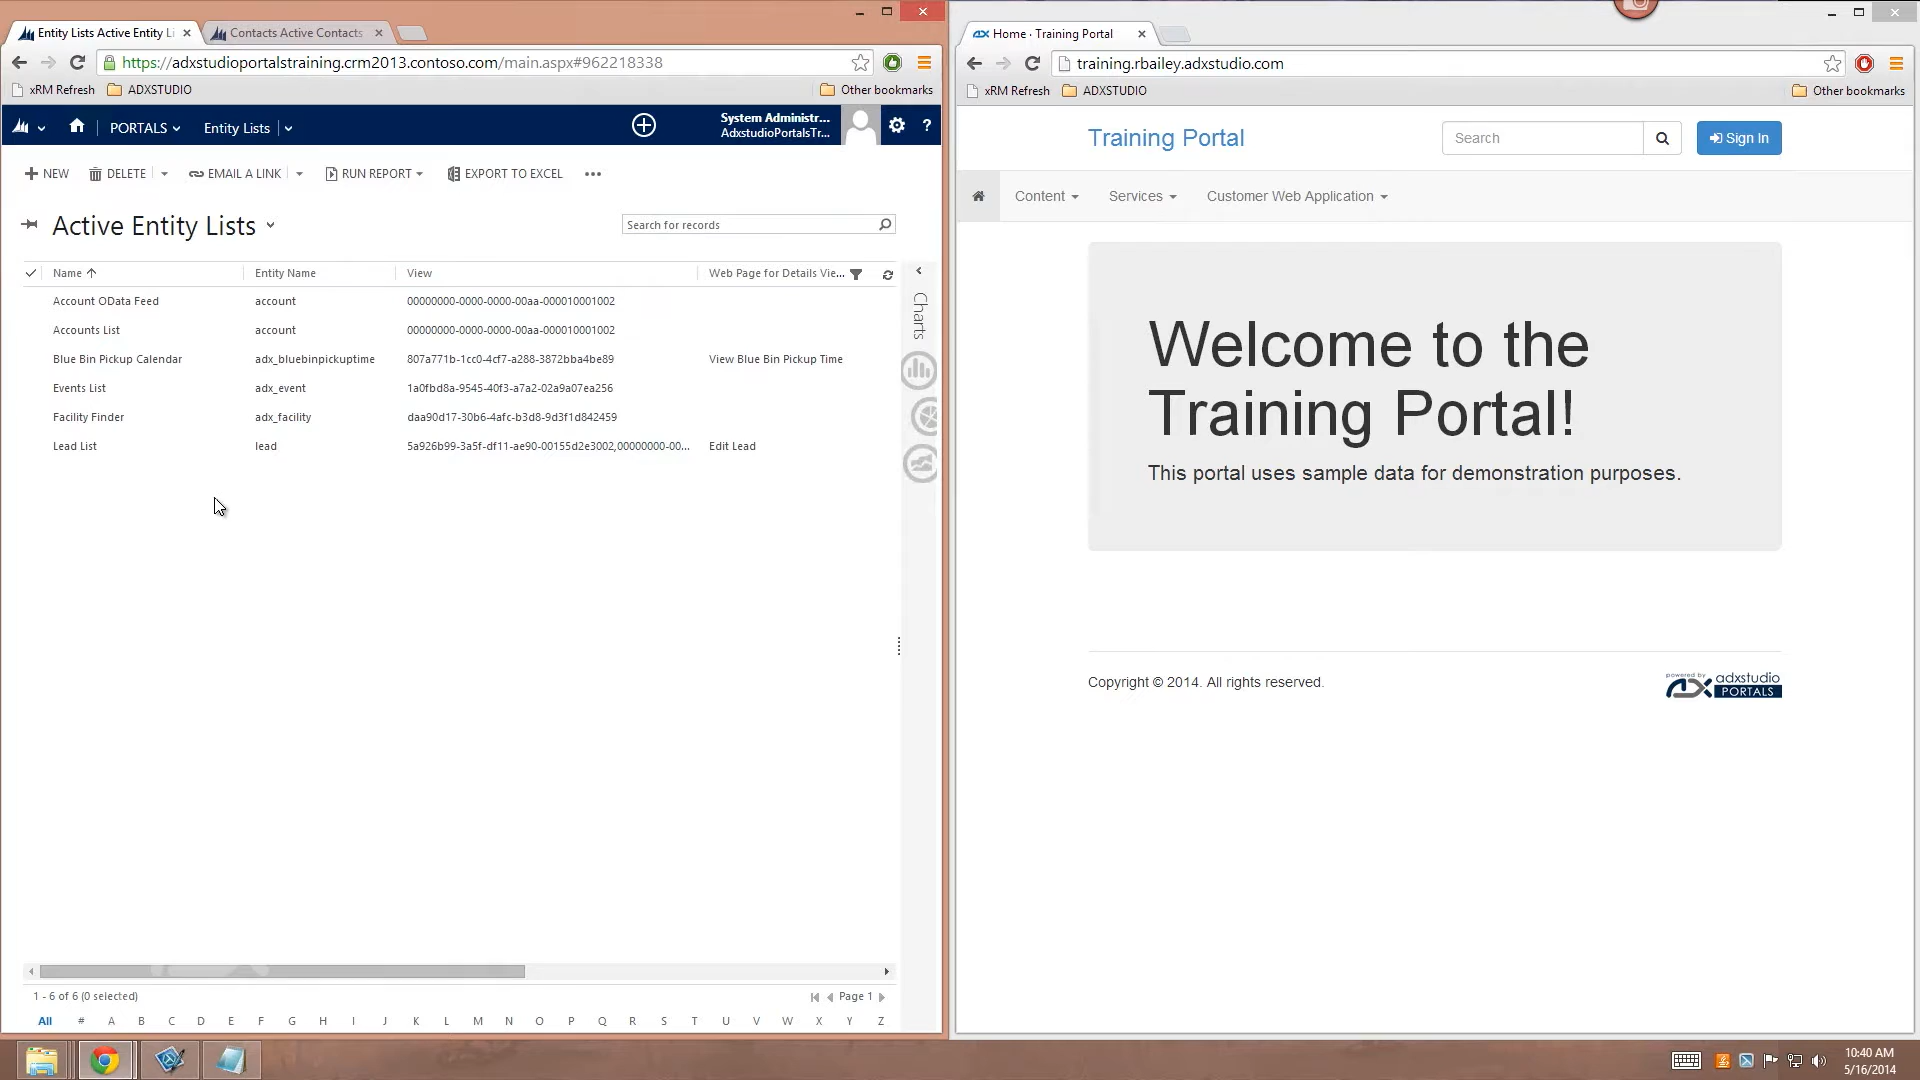 Entity Lists Active Entity Li
Contacts Active Contacts
https://adxstudioportalstraining.crm2013.contoso.com/main.aspx#962218338
xRM Refresh
ADXSTUDIO
Other bookmarks
PORTALS
Entity Lists
System Administr...
AdxstudioPortalsTr...
?
NEW
DELETE
EMAIL A LINK
RUN REPORT
EXPORT TO EXCEL
Active Entity Lists
Search for records
Name
Entity Name
View
Web Page for Details Vie...
Account OData Feed account 00000000-0000-0000-00aa-000010001002
Accounts List account 00000000-0000-0000-00aa-000010001002
Blue Bin Pickup Calendar adx_bluebinpickuptime 807a771b-1cc0-4cf7-a288-3872bba4be89 View Blue Bin Pickup Time
Events List adx_event 1a0fbd8a-9545-40f3-a7a2-02a9a07ea256
Facility Finder adx_facility daa90d17-30b6-4afc-b3d8-9d3f1d842459
Lead List lead 5a926b99-3a5f-df11-ae90-00155d2e3002,00000000-00... Edit Lead
Charts
1 - 6 of 6 (0 selected)
Page 1
All # A B C D E F G H I J K L M N O P Q R S T U V W X Y Z
Home · Training Portal
training.rbailey.adxstudio.com
xRM Refresh
ADXSTUDIO
Other bookmarks
Training Portal
Search
Sign In
Content
Services
Customer Web Application
Welcome to the
Training Portal!
This portal uses sample data for demonstration purposes.
Copyright © 2014. All rights reserved.
powered by
adxstudio
PORTALS
10:40 AM
5/16/2014